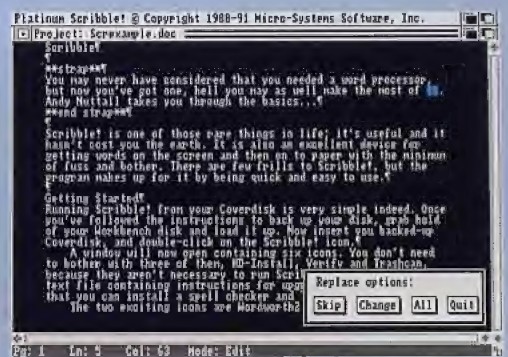 Platinum Scribble! © Copyright 1988-91 Micro-Systems Software, Inc.
Project: Screxample.doc
Scribble!¶
¶
**strap**¶
You may never have considered that you needed a word processor,
but now you've got one, hell you may as well make the most of
Andy Nuttall takes you through the basics...¶
**end strap**¶
¶
Scribble! is one of those rare things in life; it's useful and it
hasn't cost you the earth. It is also an excellent device for
getting words on the screen and then on to paper with the minimum
of fuss and bother. There are few frills to Scribble!, but the
program makes up for it by being quick and easy to use.¶
¶
Getting Started¶
Running Scribble! from your Coverdisk is very simple indeed. Once
you've followed the instructions to back up your disk, grab hold
of your Workbench disk and load it up. Now insert you backed-up
Coverdisk, and double-click on the Scribble! icon.¶
A window will now open containing six icons. You don't need
to bother with three of them, HD-Install, Verify and Trashcan,
because they aren't necessary to run Scri
text file containing instructions for upg
that you can install a spell checker and
The two exciting icons are Wordworth2
Replace options:
Skip Change All Quit
Pg: 1 Ln: 5 Col: 63 Mode: Edit